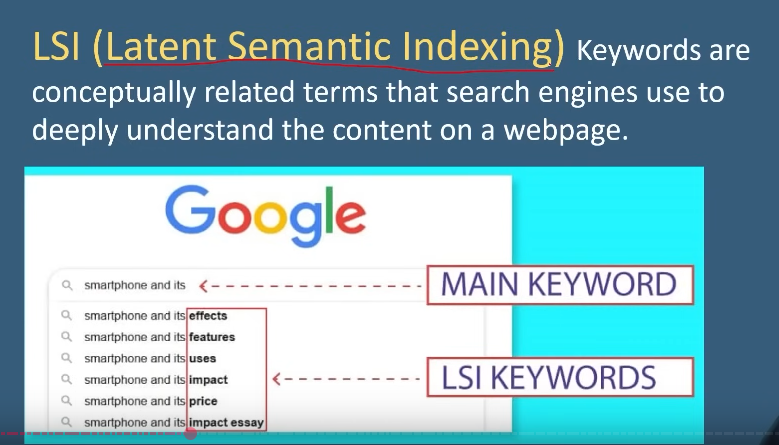 LSI (Latent Semantic Indexing) Keywords are
conceptually related terms that search engines use to
deeply understand the content on a webpage.
Google
smartphone and its
MAIN KEYWORD
smartphone and its effects
smartphone and its features
smartphone and its uses
smartphone and its impact
LSI KEYWORDS
smartphone and its price
smartphone and its impact essay